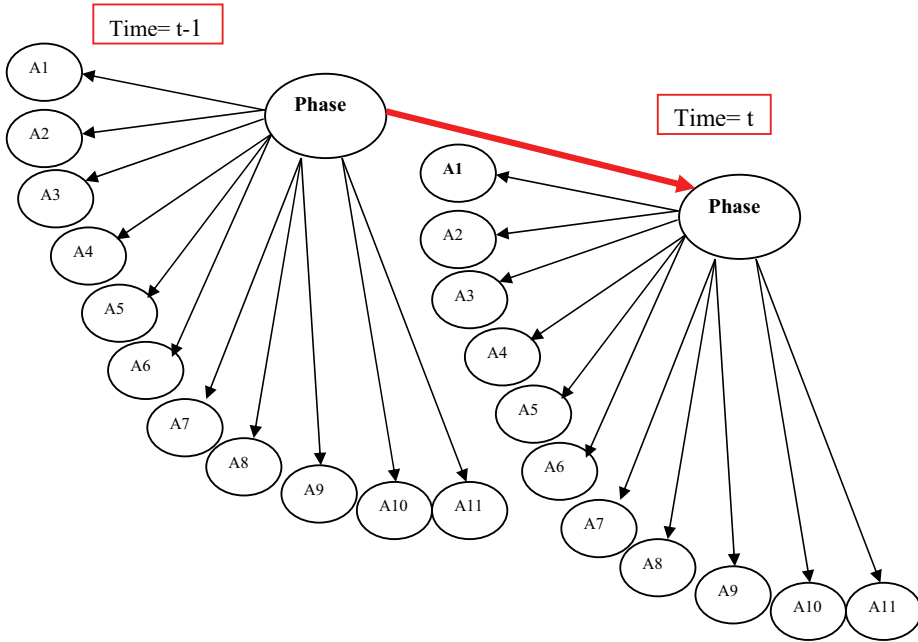 Time= t-1
Phase
A1
A2
A3
A4
A5
A6
A7
A8
A9
A10
A11
Time= t
Phase
A1
A2
A3
A4
A5
A6
A7
A8
A9
A10
A11